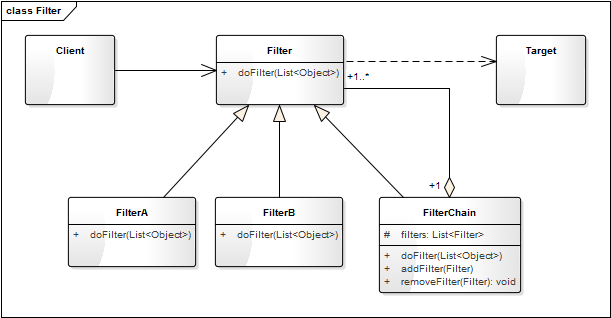 class Filter
Client
Filter
+ doFilter(List<Object>)
Target
+1..*
+1
FilterA
+ doFilter(List<Object>)
FilterB
+ doFilter(List<Object>)
FilterChain
# filters: List<Filter>
+ doFilter(List<Object>)
+ addFilter(Filter)
+ removeFilter(Filter): void